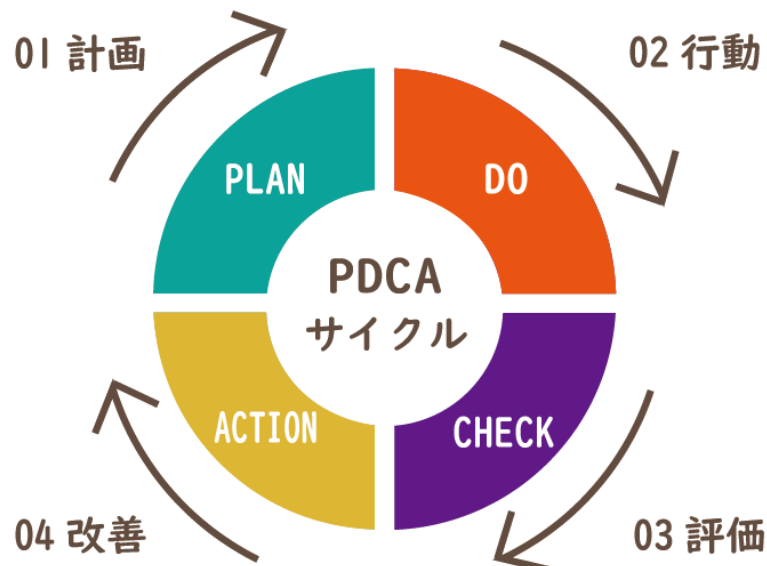 01 計画
02 行動
PLAN
DO
PDCA
サイクル
ACTION
CHECK
04 改善
03 評価